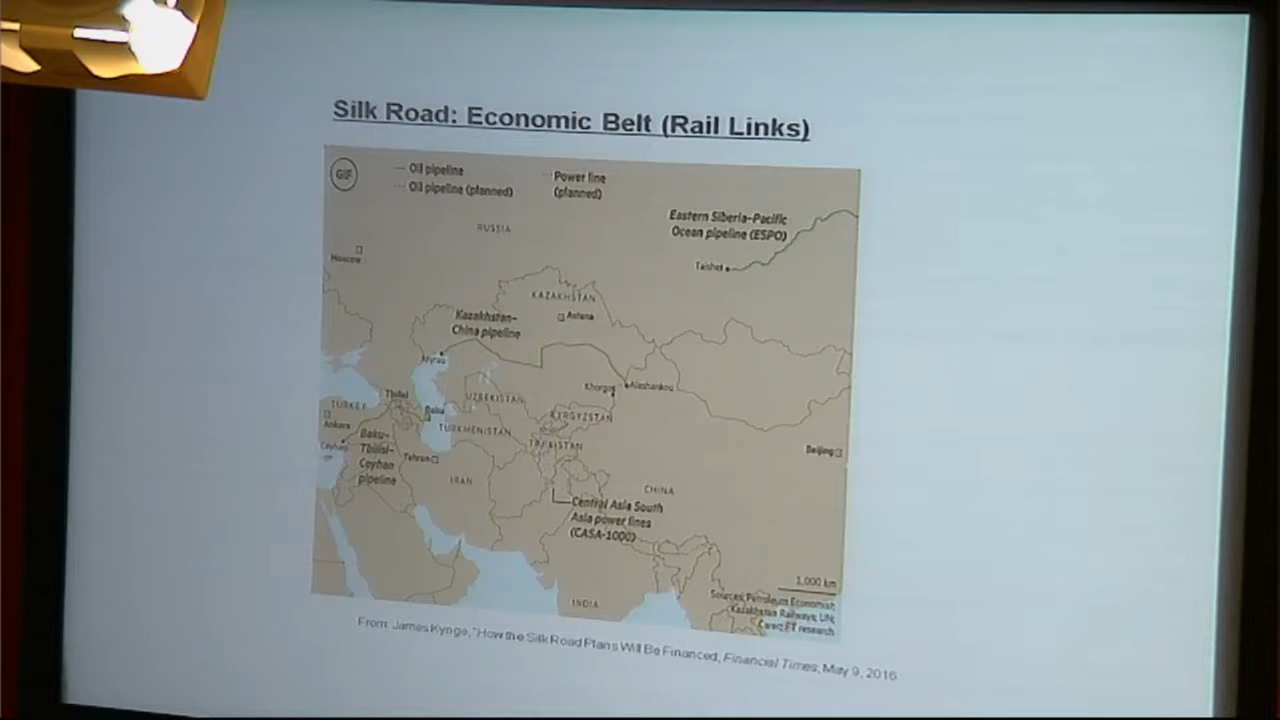 Silk Road: Economic Belt (Rail Links)
GIF
Oil pipeline
Oil pipeline (planned)
Power line
(planned)
Eastern Siberia-Pacific
Ocean pipeline (ESPO)
Taishet
RUSSIA
Moscow
KAZAKHSTAN
Astana
Kazakhstan-
China pipeline
Atyrau
Khorgos
Alashankou
UZBEKISTAN
Tbilisi
TURKEY
Baku
KYRGYZSTAN
Ankara
TURKMENISTAN
TAJIKISTAN
Baku-
Tbilisi-
Ceyhan
pipeline
Ceyhan
Tehran
Beijing
IRAN
CHINA
Central Asia South
Asia power lines
(CASA-1000)
1,000 km
INDIA
Sources: Petroleum Economist;
Kazakhstan Railways; UN;
Carec; FT research
From: James Kynge, "How the Silk Road Plans Will Be Financed, Financial Times, May 9, 2016